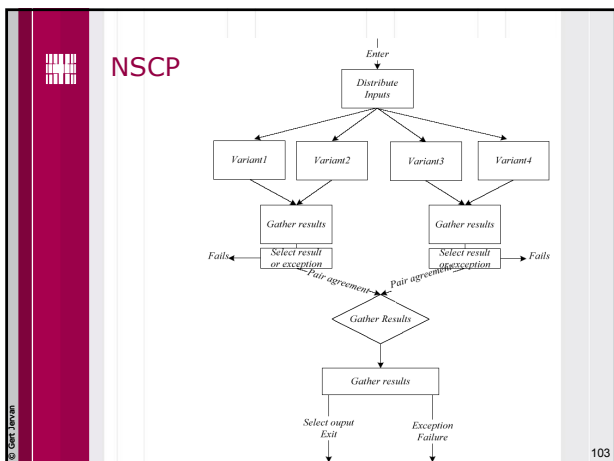 NSCP
Enter
Distribute
Inputs
Variant1
Variant2
Variant3
Variant4
Gather results
Gather results
Fails
Select result
or exception
Select result
or exception
Fails
Pair agreement
Pair agreement
Gather Results
Gather results
Select ouput
Exit
Exception
Failure
© Gert Jervan
103